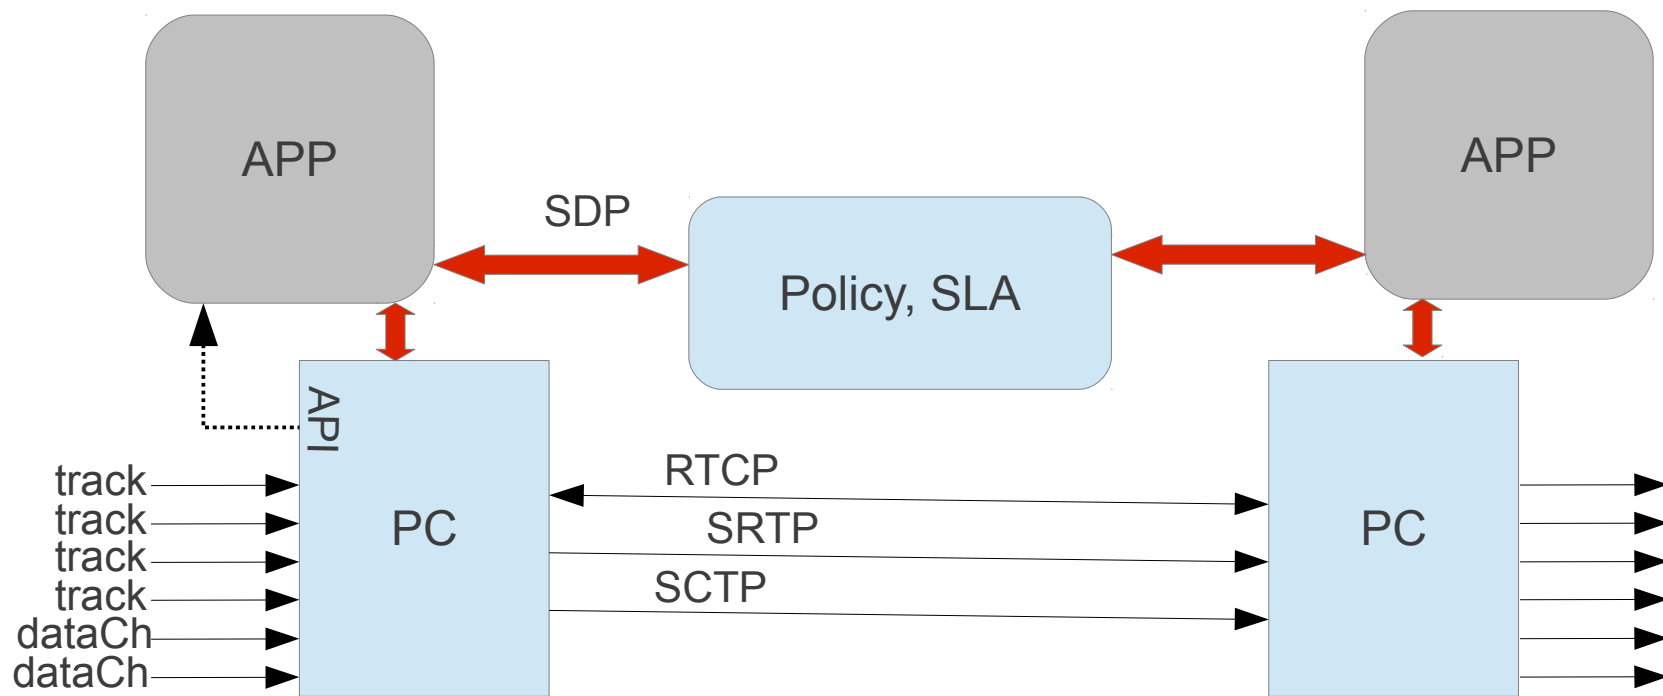 APP
APP
SDP
Policy, SLA
API
track
track
track
track
dataCh
dataCh
PC
RTCP
SRTP
SCTP
PC